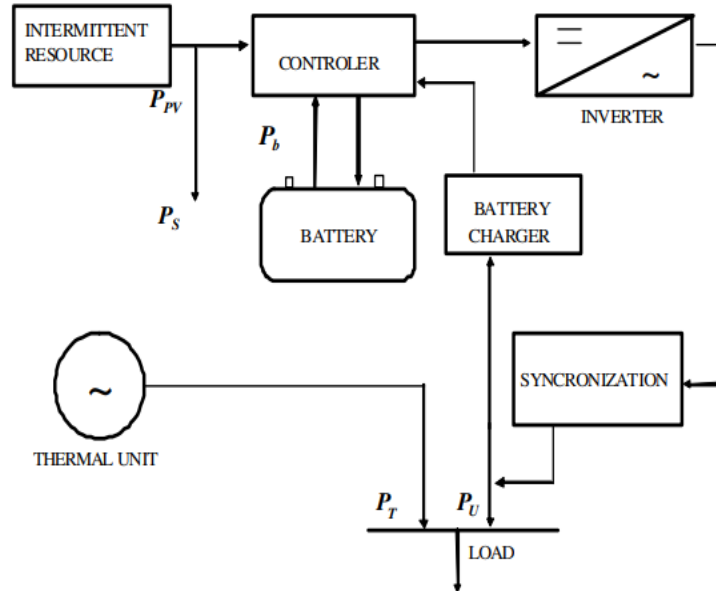 INTERMITTENT
RESOURCE
CONTROLER
~
INVERTER
P_PV
P_b
P_S
BATTERY
BATTERY
CHARGER
~
SYNCRONIZATION
THERMAL UNIT
P_T
P_U
LOAD